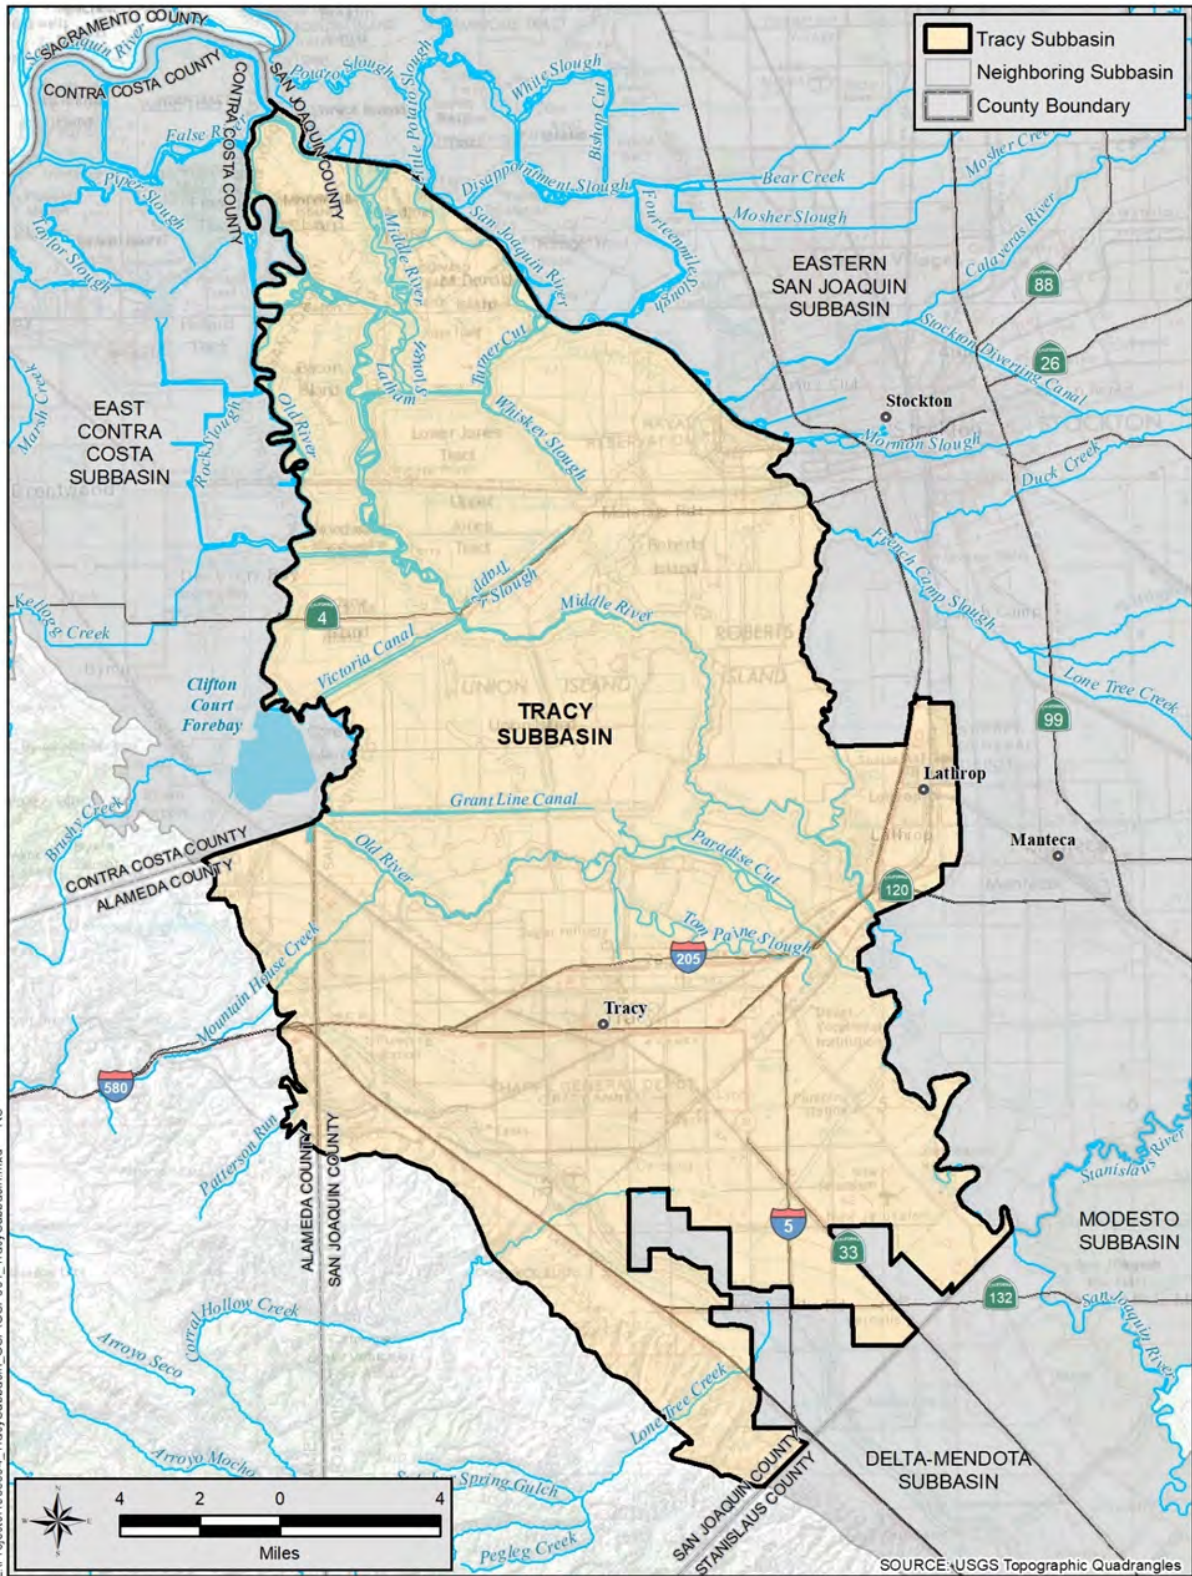 SACRAMENTO COUNTY
CONTRA COSTA COUNTY
CONTRA COSTA COUNTY
SAN JOAQUIN COUNTY
Potato Slough
Little Potato Slough
White Slough
Bishop Cut
Tracy Subbasin
Neighboring Subbasin
County Boundary
False River
CONTRA COSTA COUNTY
SAN JOAQUIN COUNTY
Piper Slough
Taylor Slough
Disappointment Slough
Bear Creek
Mosher Creek
Mosher Slough
Calaveras River
Fourteenmile Slough
San Joaquin River
Middle River
EASTERN
SAN JOAQUIN
SUBBASIN
88
26
Stockton Diverting Canal
Turner Cut
Latham
Slough
Whiskey Slough
Stockton
Mormon Slough
Duck Creek
Marsh Creek
EAST
CONTRA
COSTA
SUBBASIN
Rock Slough
Old River
French Camp Slough
Trapper Slough
Middle River
4
Kellogg Creek
Victoria Canal
ROBERTS
ISLAND
UNION ISLAND
Lone Tree Creek
99
Clifton
Court
Forebay
TRACY
SUBBASIN
Lathrop
Grant Line Canal
Manteca
Brushy Creek
CONTRA COSTA COUNTY
ALAMEDA COUNTY
Old River
Paradise Cut
120
Tom Paine Slough
205
Mountain House Creek
Tracy
580
Patterson Run
ALAMEDA COUNTY
SAN JOAQUIN COUNTY
Stanislaus River
MODESTO
SUBBASIN
5
33
132
San Joaquin River
Corral Hollow Creek
Arroyo Seco
Lone Tree Creek
Arroyo Mocho
Spring Gulch
Pegleg Creek
DELTA-MENDOTA
SUBBASIN
SAN JOAQUIN COUNTY
STANISLAUS COUNTY
4 2 0 4
Miles
SOURCE: USGS Topographic Quadrangles